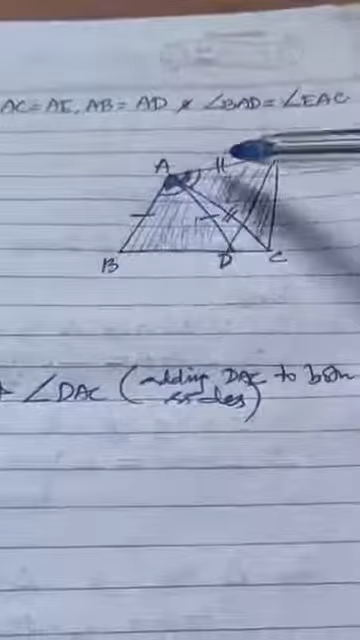 AC = AE, AB = AD & ∠BAD = ∠EAC
A
B D C
+ ∠DAC (adding DAC to both
sides)